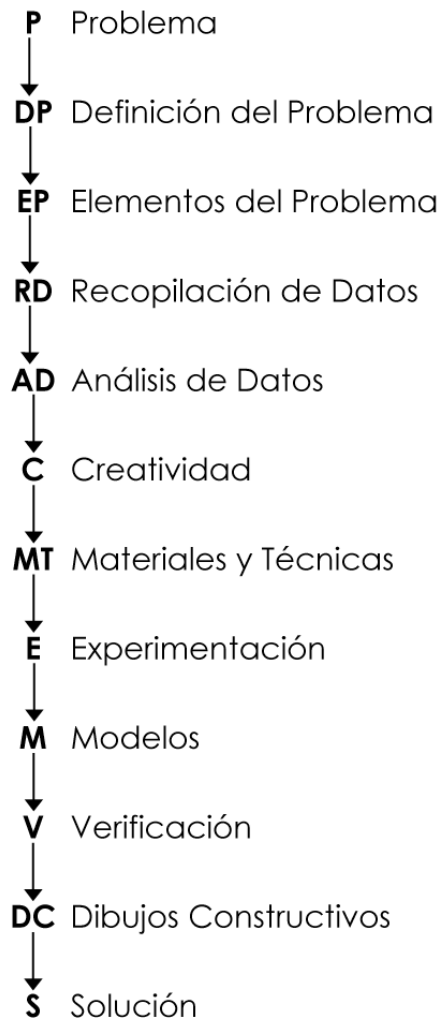 P Problema
DP Definición del Problema
EP Elementos del Problema
RD Recopilación de Datos
AD Análisis de Datos
C Creatividad
MT Materiales y Técnicas
E Experimentación
M Modelos
V Verificación
DC Dibujos Constructivos
S Solución